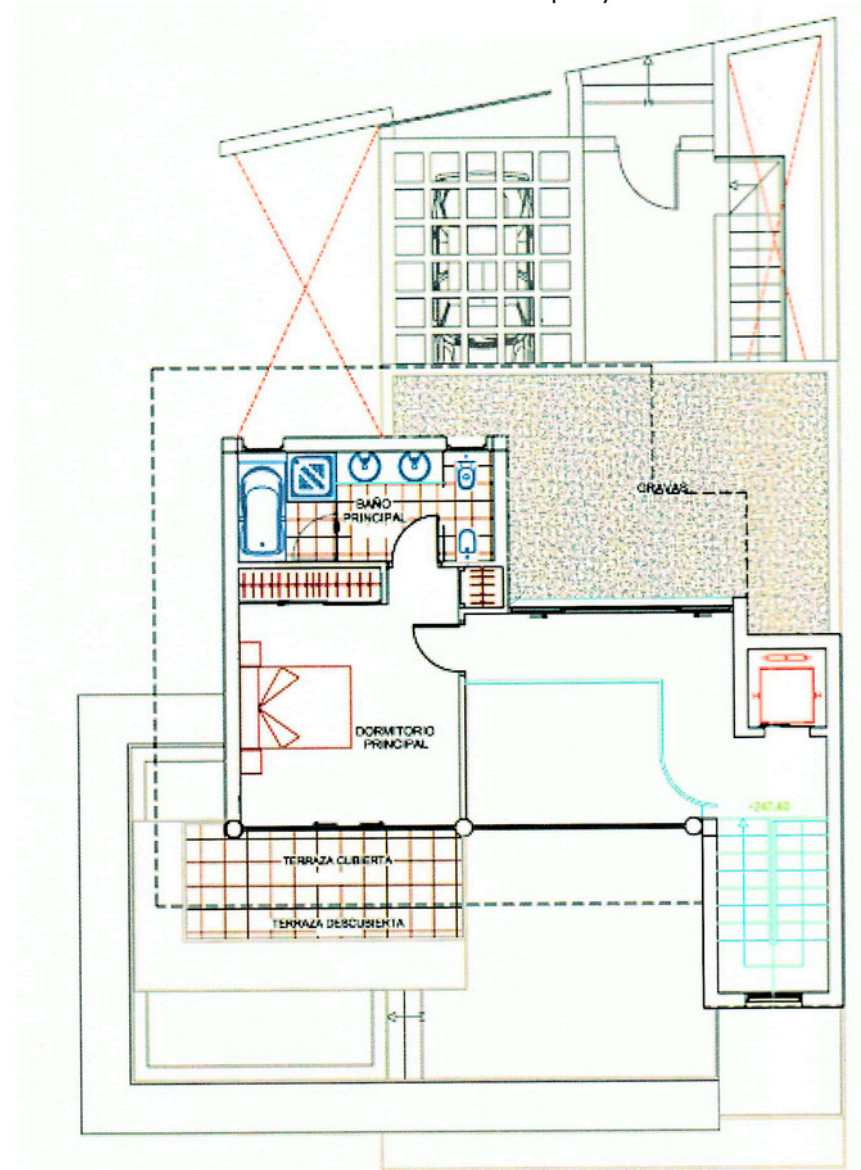 GRAVAS
BAÑO
PRINCIPAL
DORMITORIO
PRINCIPAL
+247,40
TERRAZA CUBIERTA
TERRAZA DESCUBIERTA